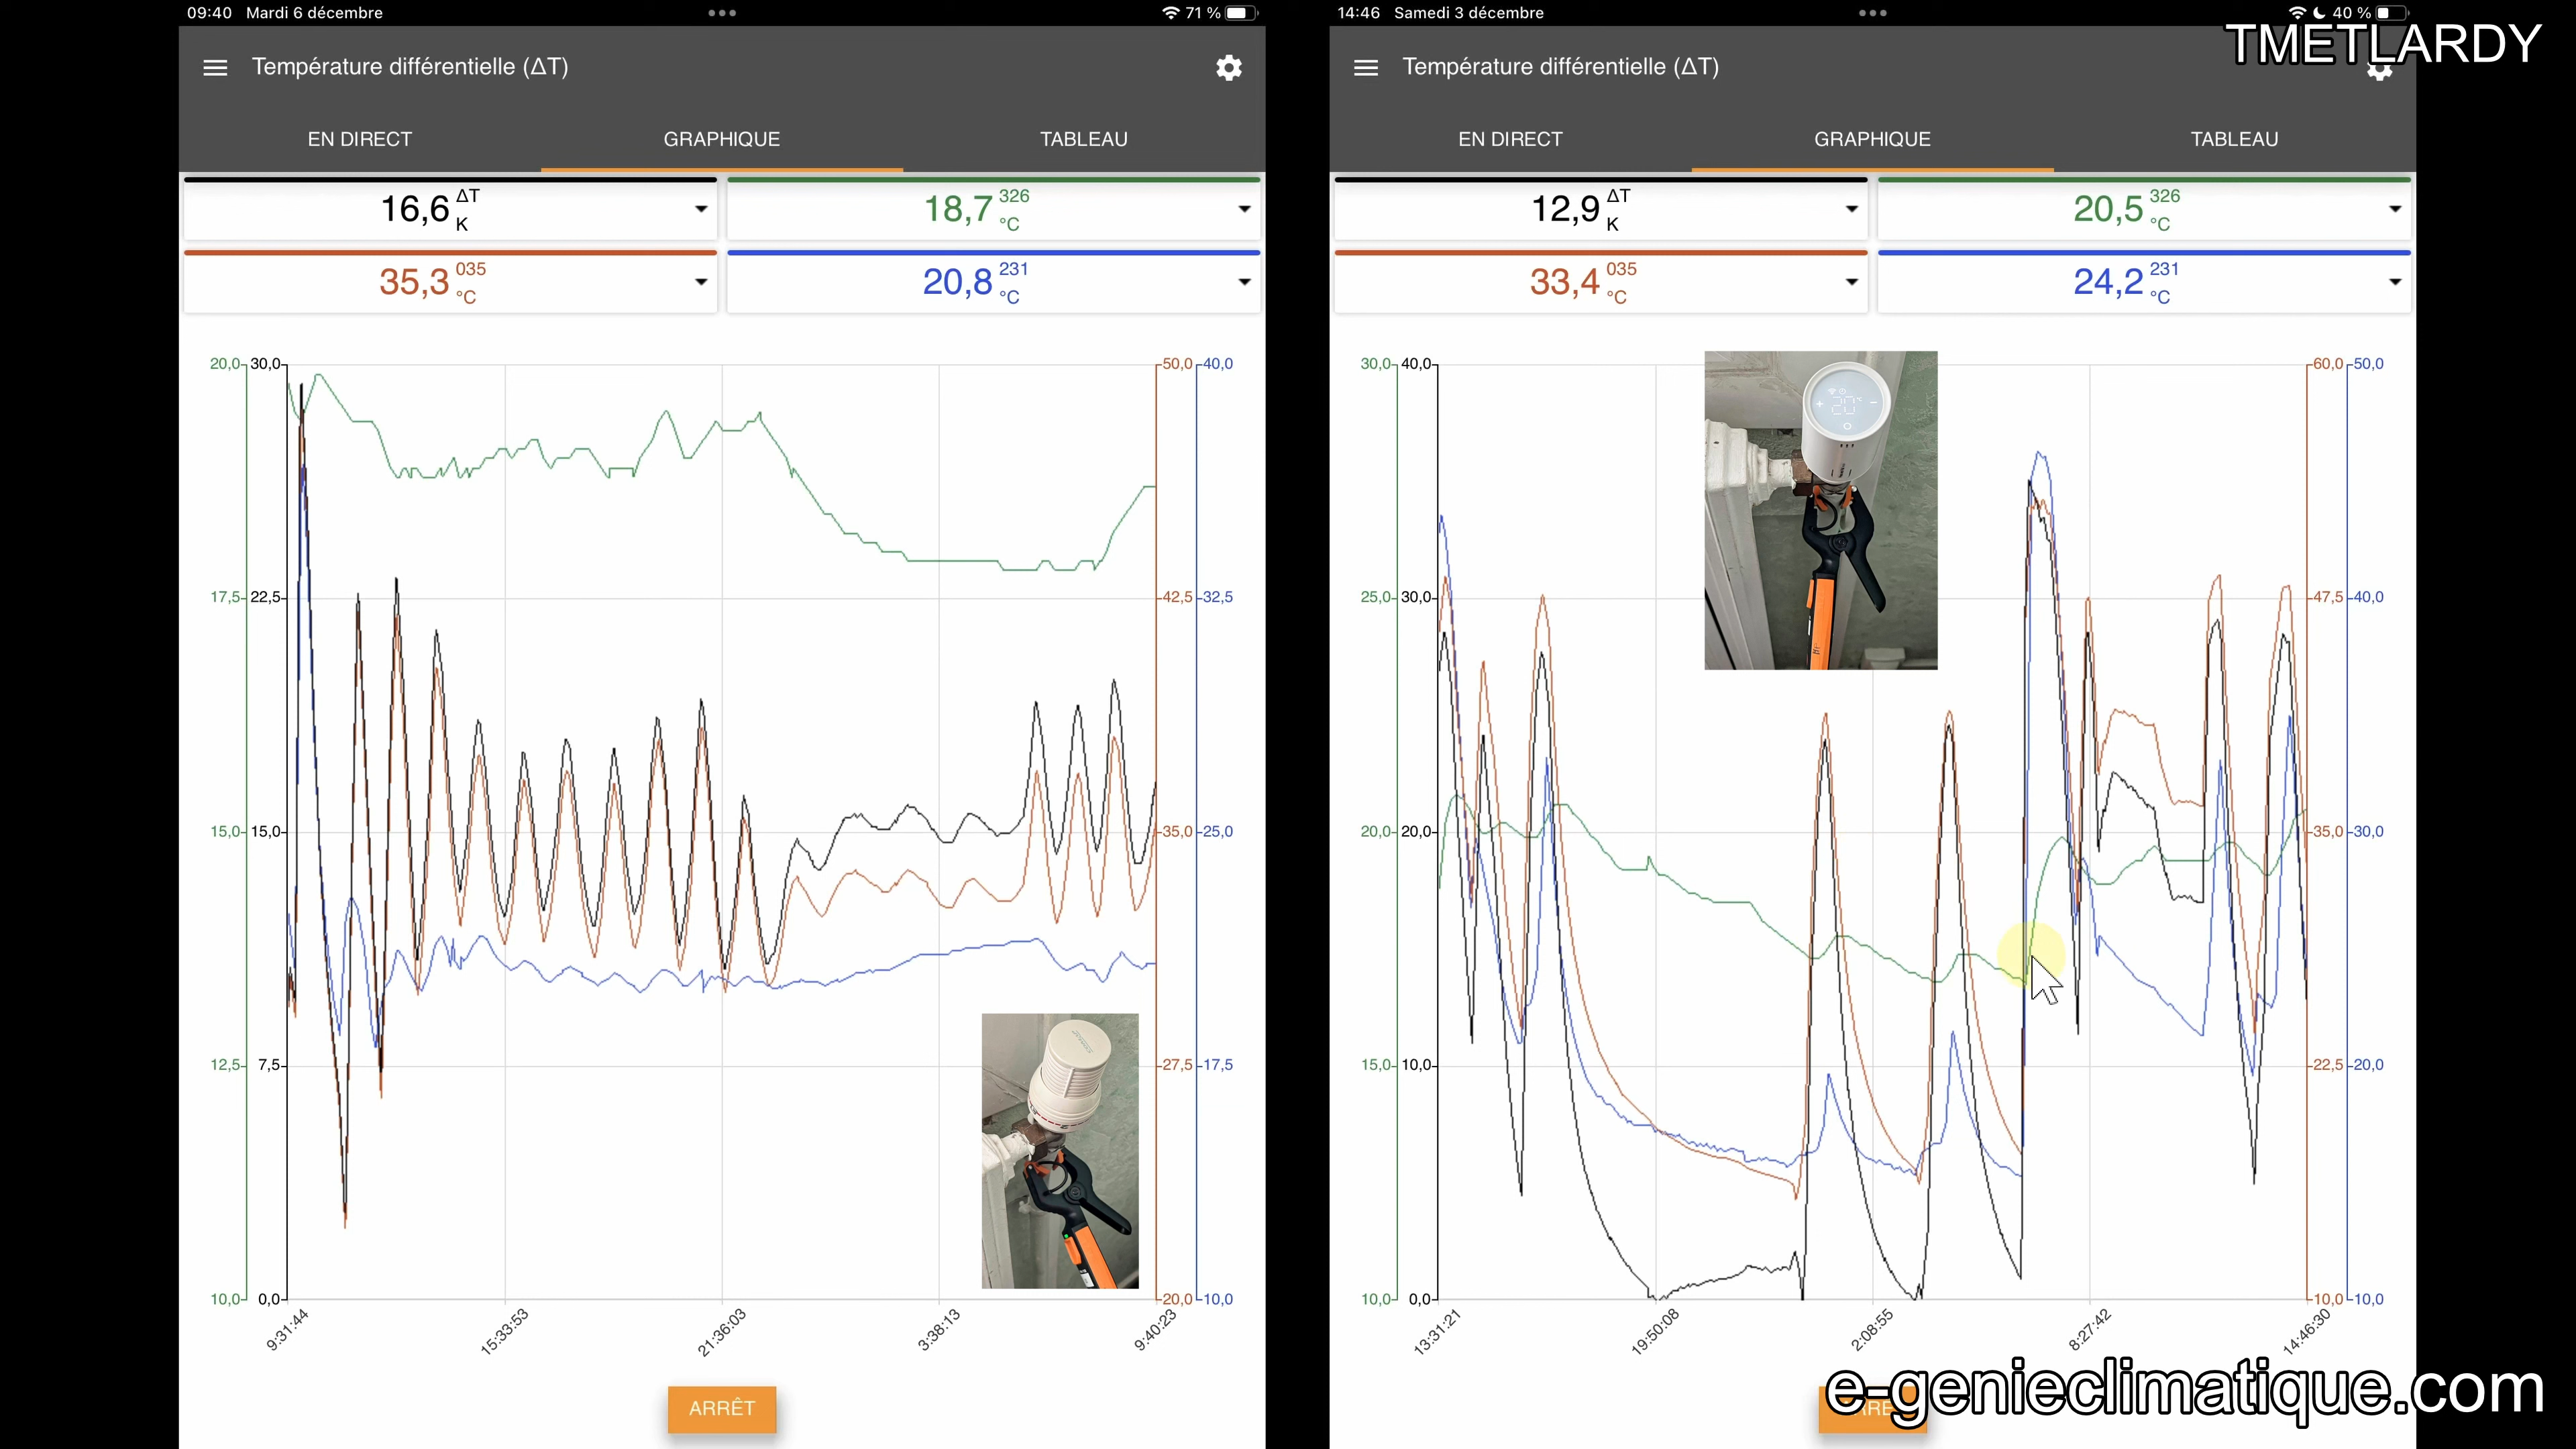 09:40 Mardi 6 décembre
71 %
Température différentielle (ΔT)
EN DIRECT
GRAPHIQUE
TABLEAU
16,6 ΔT K
18,7 326 °C
35,3 035 °C
20,8 231 °C
20,0 30,0 50,0 40,0
17,5 22,5 42,5 32,5
15,0 15,0 35,0 25,0
12,5 7,5 27,5 17,5
10,0 0,0 20,0 10,0
9:31:44
15:33:53
21:36:03
3:38:13
9:40:23
ARRÊT
14:46 Samedi 3 décembre
40 %
TMETLARDY
Température différentielle (ΔT)
EN DIRECT
GRAPHIQUE
TABLEAU
12,9 ΔT K
20,5 326 °C
33,4 035 °C
24,2 231 °C
30,0 40,0 60,0 50,0
20
25,0 30,0 47,5 40,0
20,0 20,0 35,0 30,0
15,0 10,0 22,5 20,0
10,0 0,0 10,0 10,0
13:31:21
19:50:08
2:08:55
8:27:42
14:46:30
e-genieclimatique.com